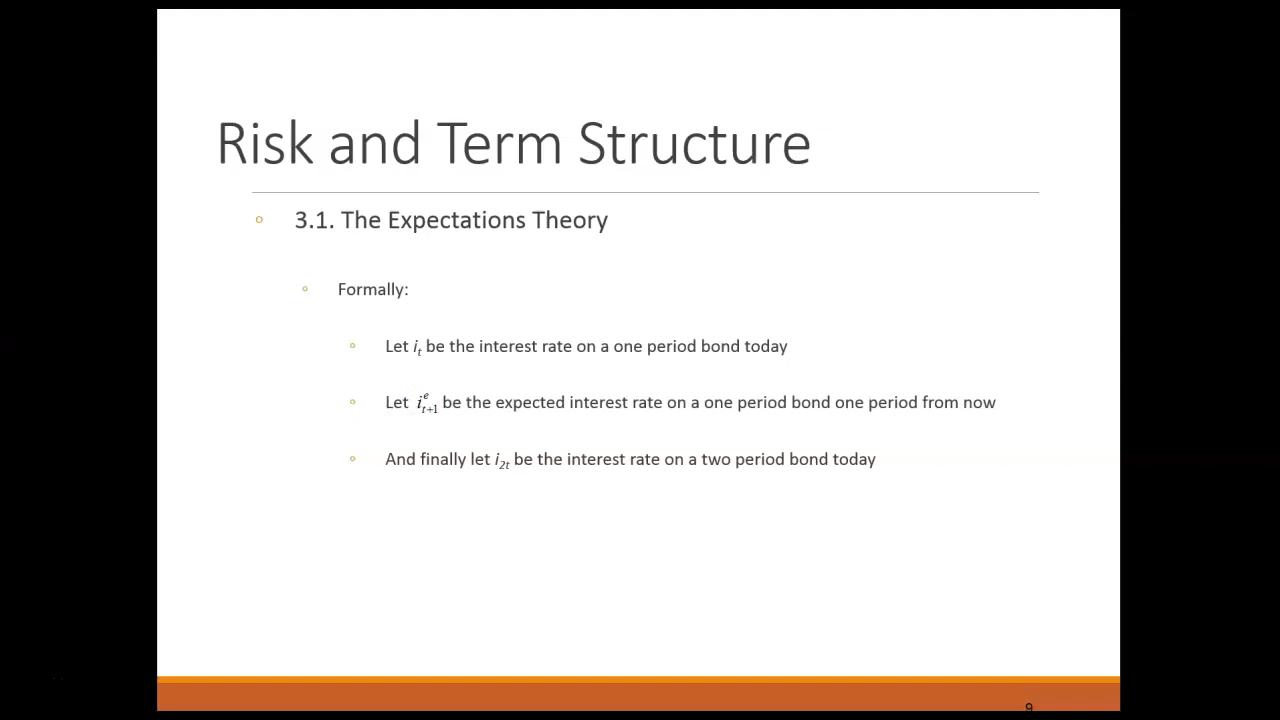 Risk and Term Structure
3.1. The Expectations Theory
Formally:
Let i_t be the interest rate on a one period bond today
Let i^e_{t+1} be the expected interest rate on a one period bond one period from now
And finally let i_{2t} be the interest rate on a two period bond today
9